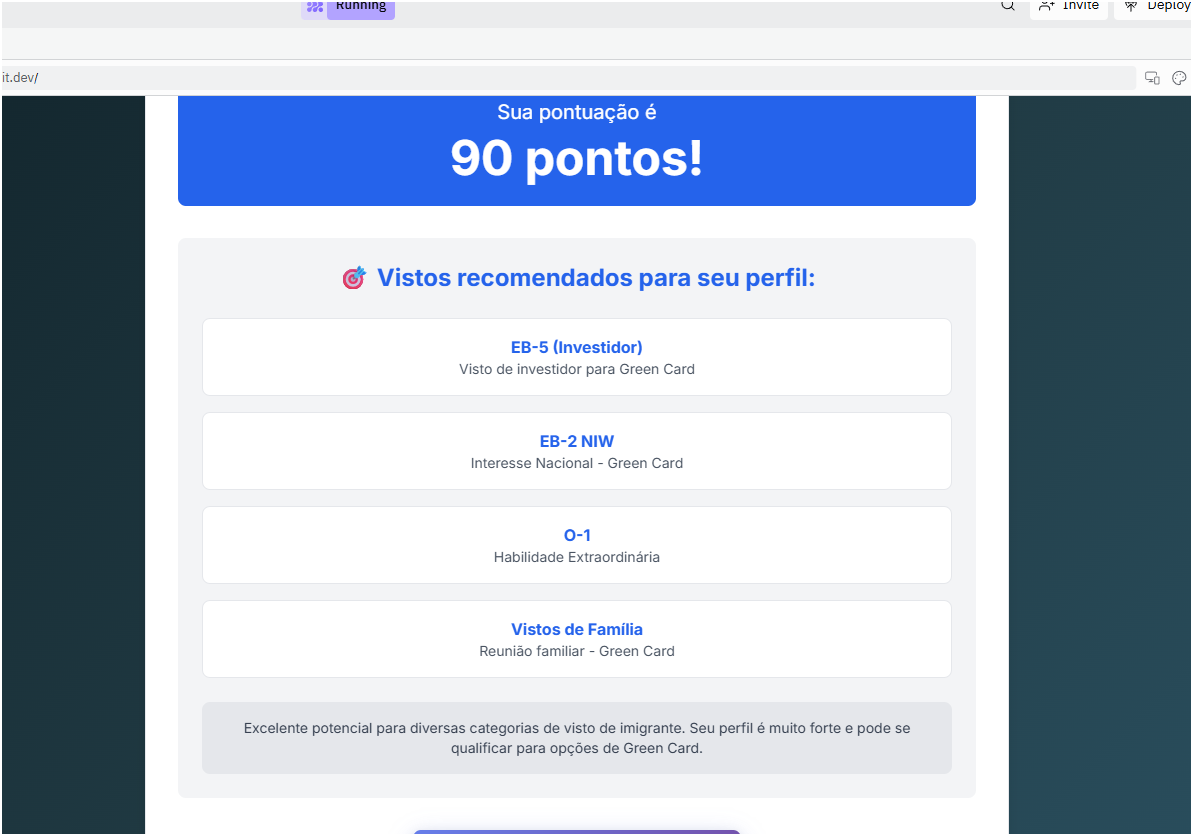 Running
Invite
Deploy
it.dev/
Sua pontuação é
90 pontos!
Vistos recomendados para seu perfil:
EB-5 (Investidor)
Visto de investidor para Green Card
EB-2 NIW
Interesse Nacional - Green Card
O-1
Habilidade Extraordinária
Vistos de Família
Reunião familiar - Green Card
Excelente potencial para diversas categorias de visto de imigrante. Seu perfil é muito forte e pode se
qualificar para opções de Green Card.